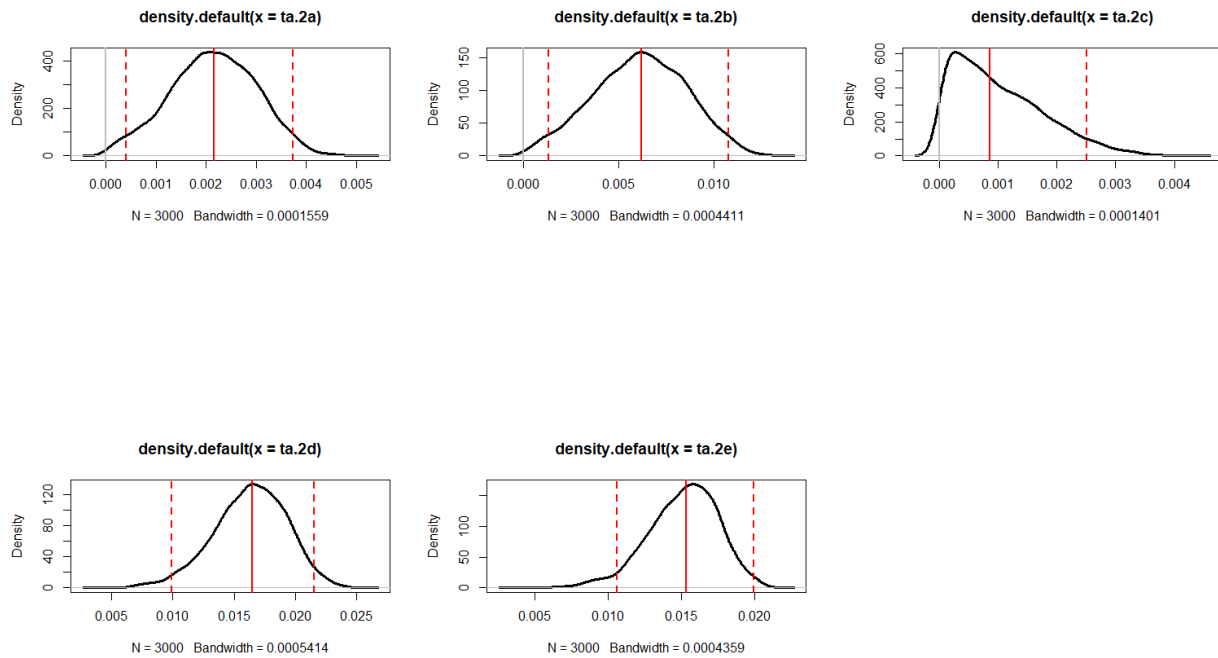 density.default(x = ta.2a)
Density
0 200 400
0.000 0.001 0.002 0.003 0.004 0.005
N = 3000 Bandwidth = 0.0001559
density.default(x = ta.2b)
Density
0 50 100 150
0.000 0.005 0.010
N = 3000 Bandwidth = 0.0004411
density.default(x = ta.2c)
Density
0 200 400 600
0.000 0.001 0.002 0.003 0.004
N = 3000 Bandwidth = 0.0001401
density.default(x = ta.2d)
Density
0 40 80 120
0.005 0.010 0.015 0.020 0.025
N = 3000 Bandwidth = 0.0005414
density.default(x = ta.2e)
Density
0 50 100
0.005 0.010 0.015 0.020
N = 3000 Bandwidth = 0.0004359